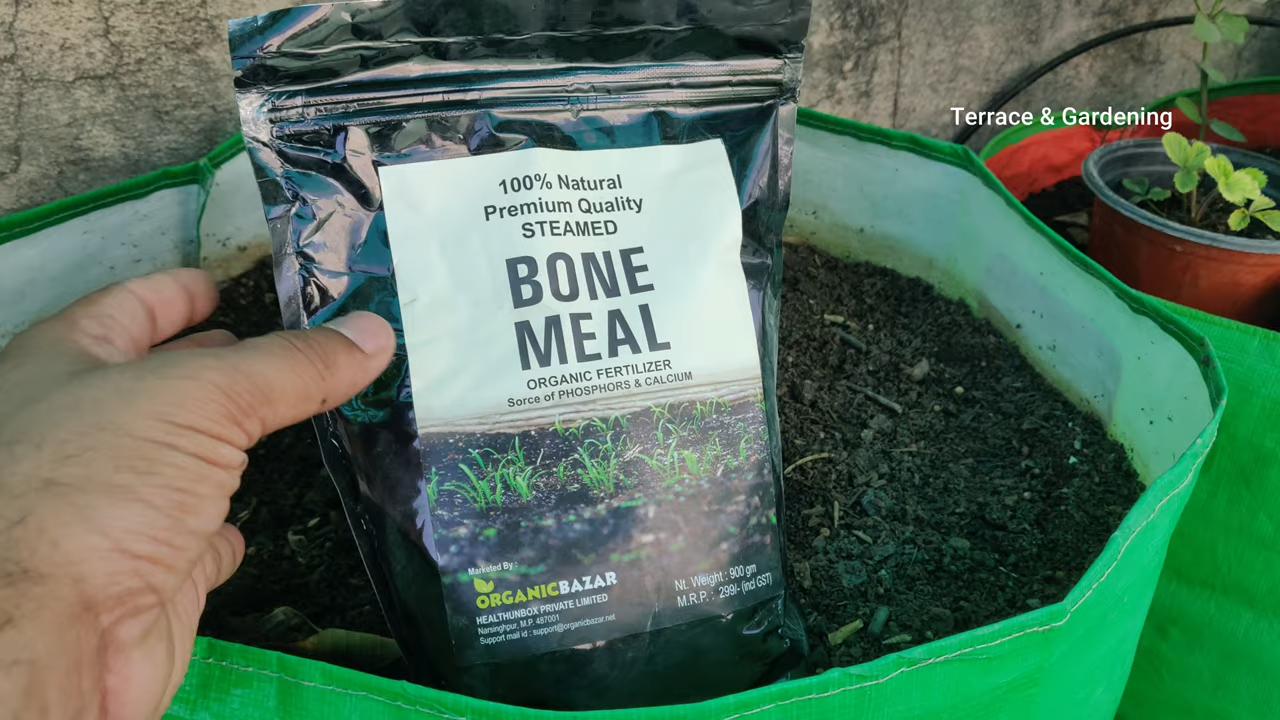 Terrace & Gardening
100% Natural
Premium Quality
STEAMED
BONE
MEAL
ORGANIC FERTILIZER
Sorce of PHOSPHORS & CALCIUM
Marketed By :
ORGANICBAZAR
HEALTHUNBOX PRIVATE LIMITED
Narsinghpur, M.P. 487001
Support mail id : support@organicbazar.net
Nt. Weight : 900 gm
M.R.P. : 299/- (incl GST)